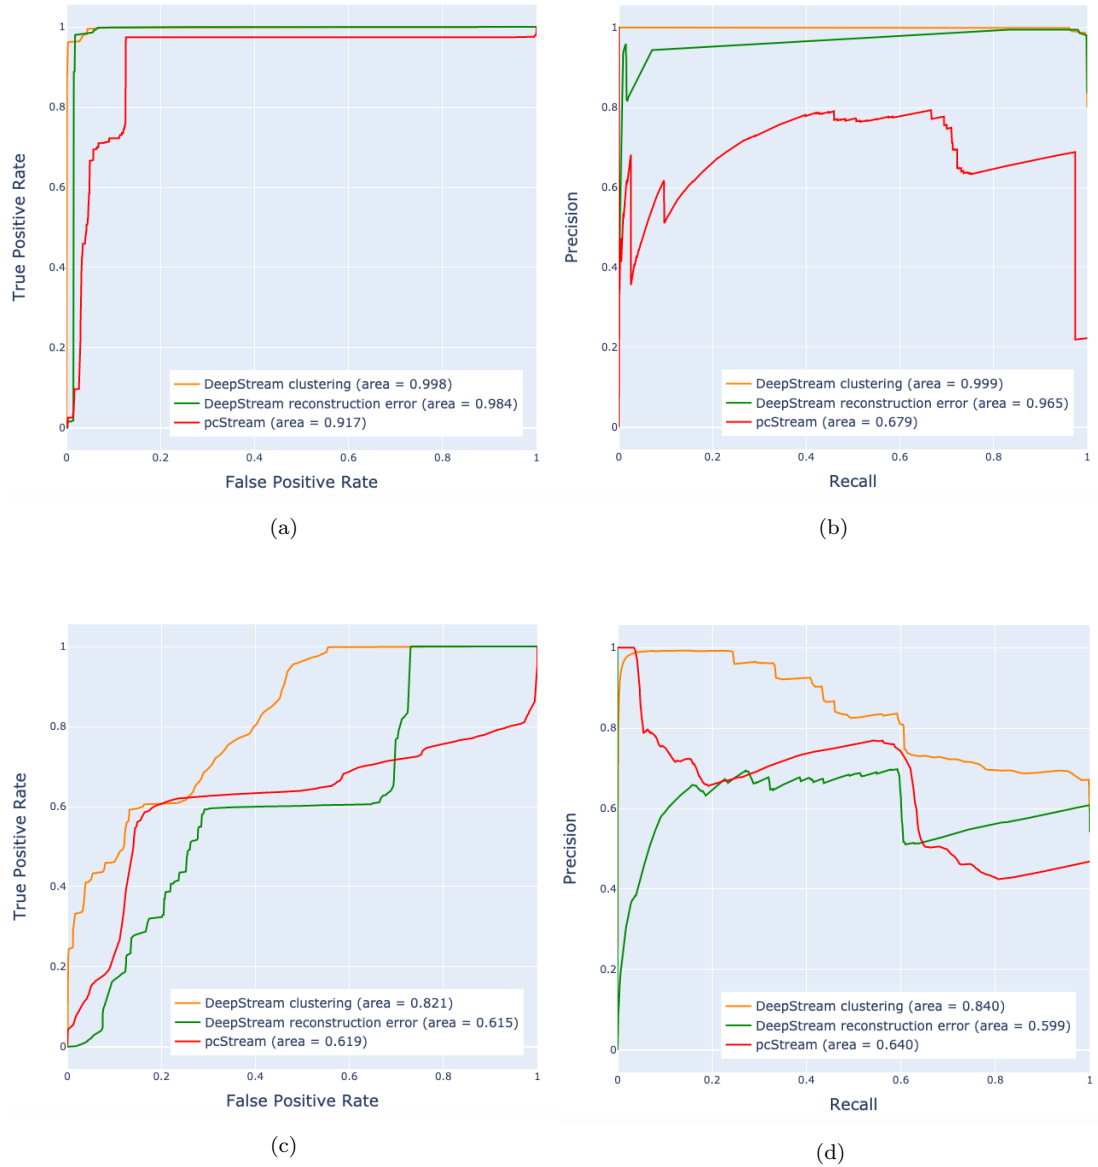 1
0.8
0.6
0.4
0.2
0
True Positive Rate
DeepStream clustering (area = 0.998)
DeepStream reconstruction error (area = 0.984)
pcStream (area = 0.917)
0 0.2 0.4 0.6 0.8 1
False Positive Rate
(a)
1
0.8
0.6
0.4
0.2
0
Precision
DeepStream clustering (area = 0.999)
DeepStream reconstruction error (area = 0.965)
pcStream (area = 0.679)
0 0.2 0.4 0.6 0.8 1
Recall
(b)
1
0.8
0.6
0.4
0.2
0
True Positive Rate
DeepStream clustering (area = 0.821)
DeepStream reconstruction error (area = 0.615)
pcStream (area = 0.619)
0 0.2 0.4 0.6 0.8 1
False Positive Rate
(c)
1
0.8
0.6
0.4
0.2
0
Precision
DeepStream clustering (area = 0.840)
DeepStream reconstruction error (area = 0.599)
pcStream (area = 0.640)
0 0.2 0.4 0.6 0.8 1
Recall
(d)